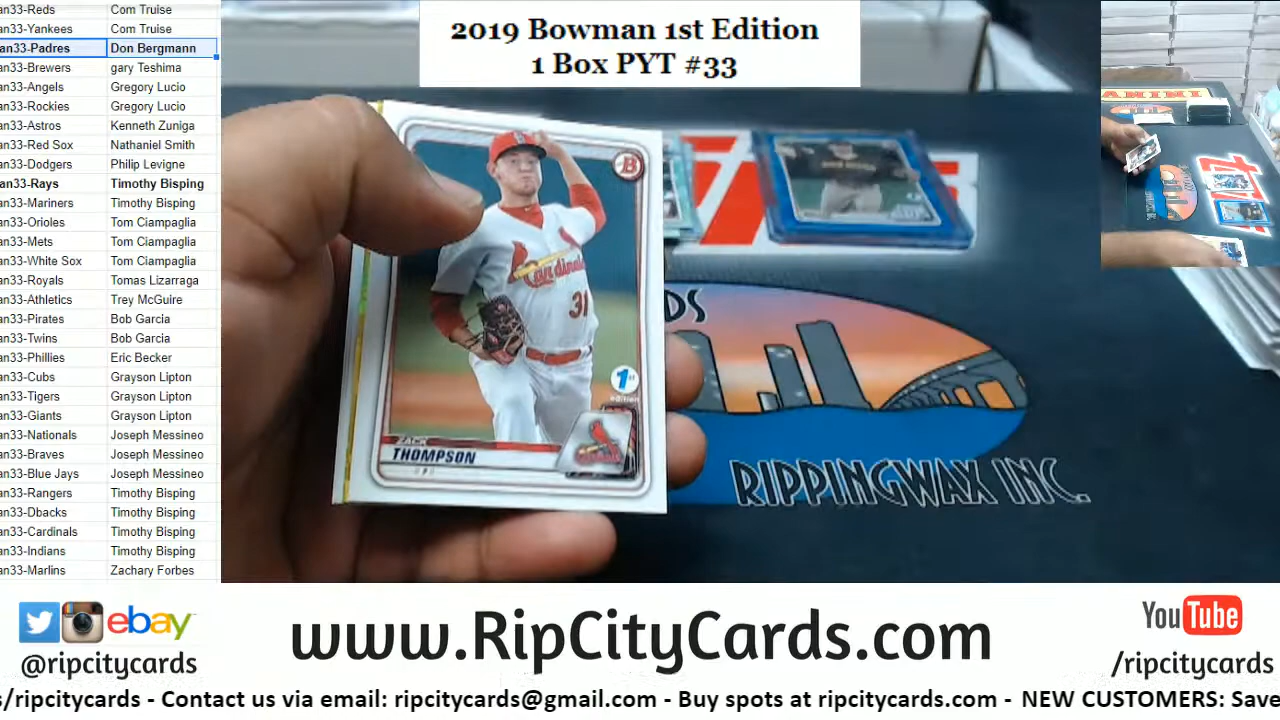 an33-Reds Com Truise
an33-Yankees Com Truise
an33-Padres Don Bergmann
an33-Brewers gary Teshima
an33-Angels Gregory Lucio
an33-Rockies Gregory Lucio
an33-Astros Kenneth Zuniga
an33-Red Sox Nathaniel Smith
an33-Dodgers Philip Levigne
an33-Rays Timothy Bisping
an33-Mariners Timothy Bisping
an33-Orioles Tom Ciampaglia
an33-Mets Tom Ciampaglia
an33-White Sox Tom Ciampaglia
an33-Royals Tomas Lizarraga
an33-Athletics Trey McGuire
an33-Pirates Bob Garcia
an33-Twins Bob Garcia
an33-Phillies Eric Becker
an33-Cubs Grayson Lipton
an33-Tigers Grayson Lipton
an33-Giants Grayson Lipton
an33-Nationals Joseph Messineo
an33-Braves Joseph Messineo
an33-Blue Jays Joseph Messineo
an33-Rangers Timothy Bisping
an33-Dbacks Timothy Bisping
an33-Cardinals Timothy Bisping
an33-Indians Timothy Bisping
an33-Marlins Zachary Forbes
2019 Bowman 1st Edition
1 Box PYT #33
B
Cardinals
31
1st
edition
ZACK
THOMPSON
DS
RIPPINGWAX INC.
PANINI
ebay
@ripcitycards
www.RipCityCards.com
YouTube
/ripcitycards
s/ripcitycards - Contact us via email: ripcitycards@gmail.com - Buy spots at ripcitycards.com - NEW CUSTOMERS: Save